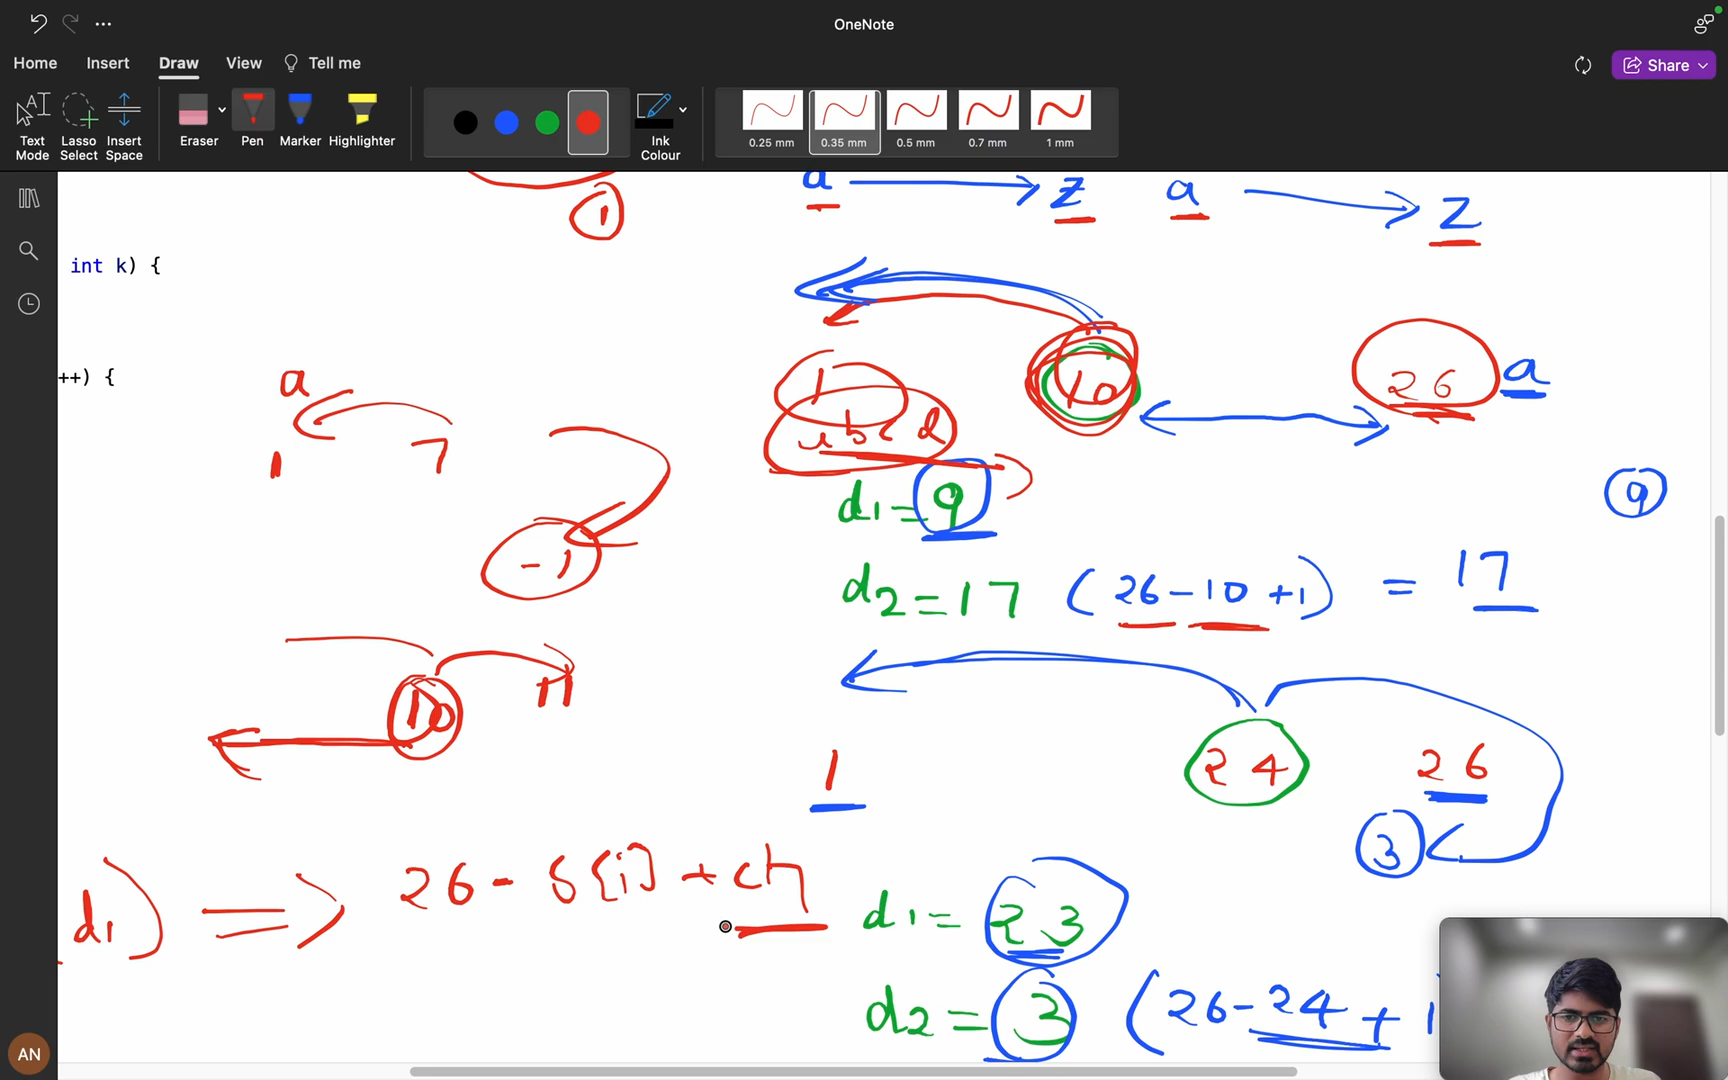 OneNote
Home Insert Draw View Tell me Share
Text Mode Lasso Select Insert Space Eraser Pen Marker Highlighter Ink Colour 0.25 mm 0.35 mm 0.5 mm 0.7 mm 1 mm
a z a z
1
int k) {
++) {
a
1 7
1 10 26 a
a b c d
d1 = 9
9
-1
d2 = 17 (26 - 10 + 1) = 17
10 11
1 24 26
3
d1) => 26 - s[i] + ch
d1 = 23
d2 = 3 (26 - 24 + 1
AN